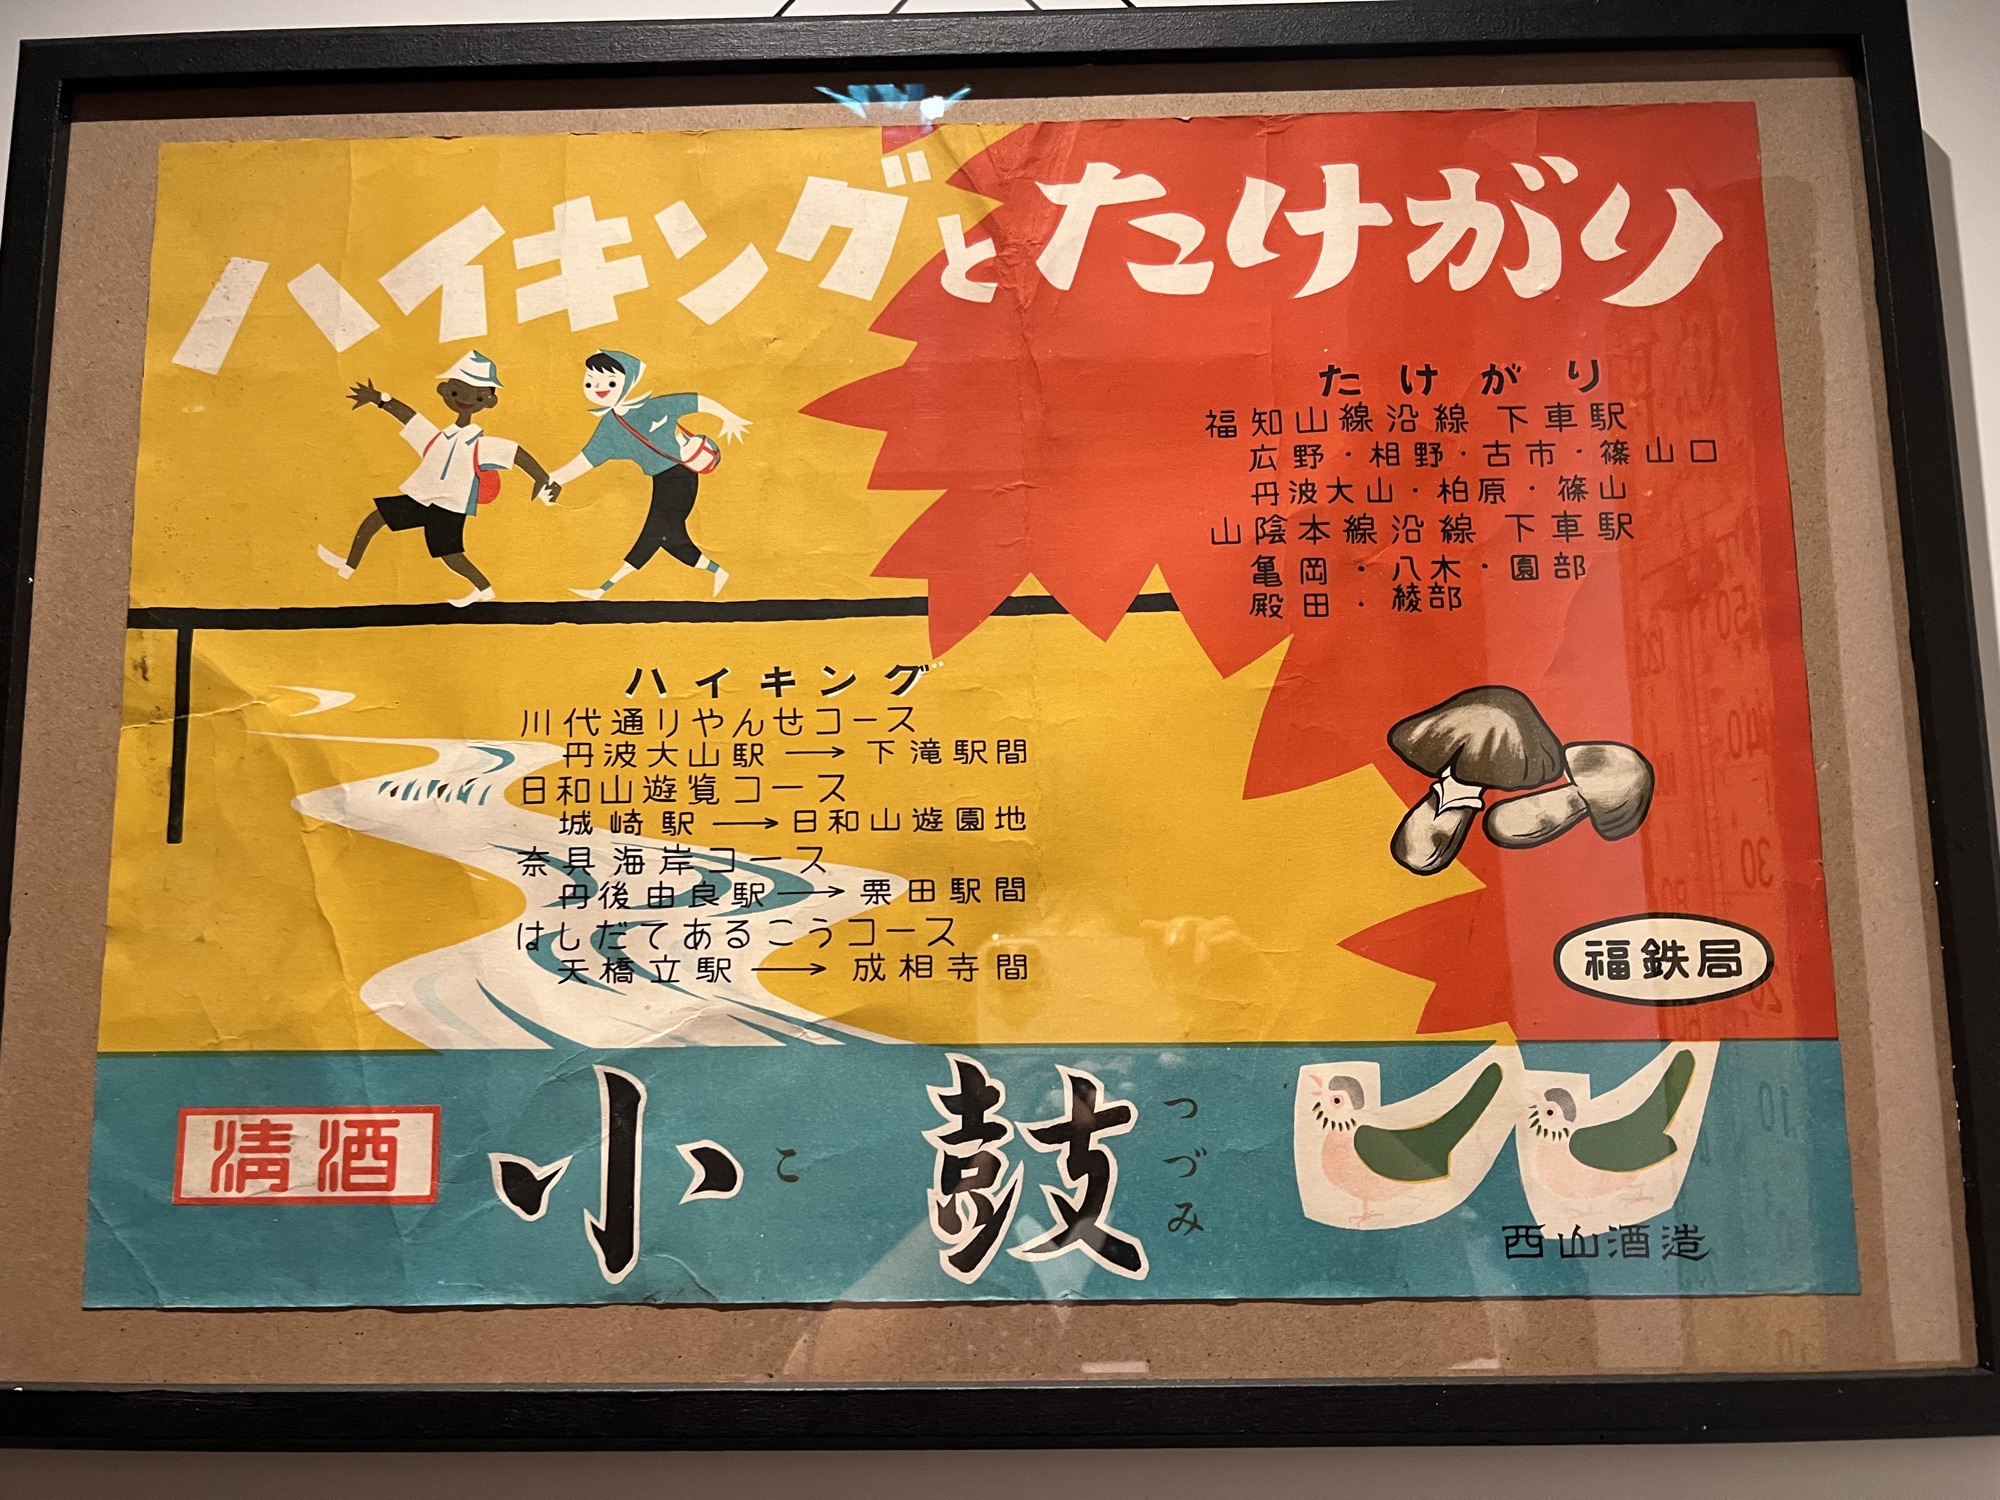 ハイキングとたけがり
たけがり
福知山線沿線 下車駅
広野・相野・古市・篠山口
丹波大山・柏原・篠山
山陰本線沿線 下車駅
亀岡・八木・園部
殿田・綾部
ハイキング
川代通りやんせコース
丹波大山駅→下滝駅間
日和山遊覧コース
城崎駅→日和山遊園地
奈具海岸コース
丹後由良駅→栗田駅間
はしだてあるこうコース
天橋立駅→成相寺間
福鉄局
清酒 小鼓
こ つづみ
西山酒造